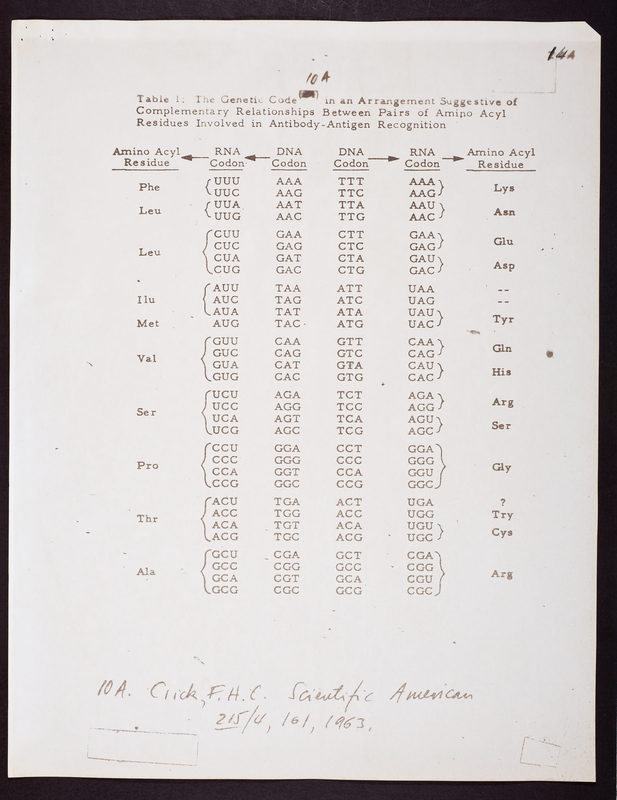 14A
10A
Table 1: The Genetic Code in an Arrangement Suggestive of
Complementary Relationships Between Pairs of Amino Acyl
Residues Involved in Antibody-Antigen Recognition
Amino Acyl RNA DNA DNA RNA Amino Acyl
Residue Codon Codon Codon Codon Residue
Phe UUU AAA TTT AAA Lys
UUC AAG TTC AAG
Leu UUA AAT TTA AAU Asn
UUG AAC TTG AAC
Leu CUU GAA CTT GAA Glu
CUC GAG CTC GAG
CUA GAT CTA GAU Asp
CUG GAC CTG GAC
Ilu AUU TAA ATT UAA --
AUC TAG ATC UAG --
AUA TAT ATA UAU Tyr
Met AUG TAC ATG UAC
Val GUU CAA GTT CAA Gln
GUC CAG GTC CAG
GUA CAT GTA CAU His
GUG CAC GTG CAC
Ser UCU AGA TCT AGA Arg
UCC AGG TCC AGG
UCA AGT TCA AGU Ser
UCG AGC TCG AGC
Pro CCU GGA CCT GGA Gly
CCC GGG CCC GGG
CCA GGT CCA GGU
CCG GGC CCG GGC
Thr ACU TGA ACT UGA ?
ACC TGG ACC UGG Try
ACA TGT ACA UGU Cys
ACG TGC ACG UGC
Ala GCU CGA GCT CGA Arg
GCC CGG GCC CGG
GCA CGT GCA CGU
GCG CGC GCG CGC
10A. Crick, F.H.C. Scientific American
215/4, 101, 1963.